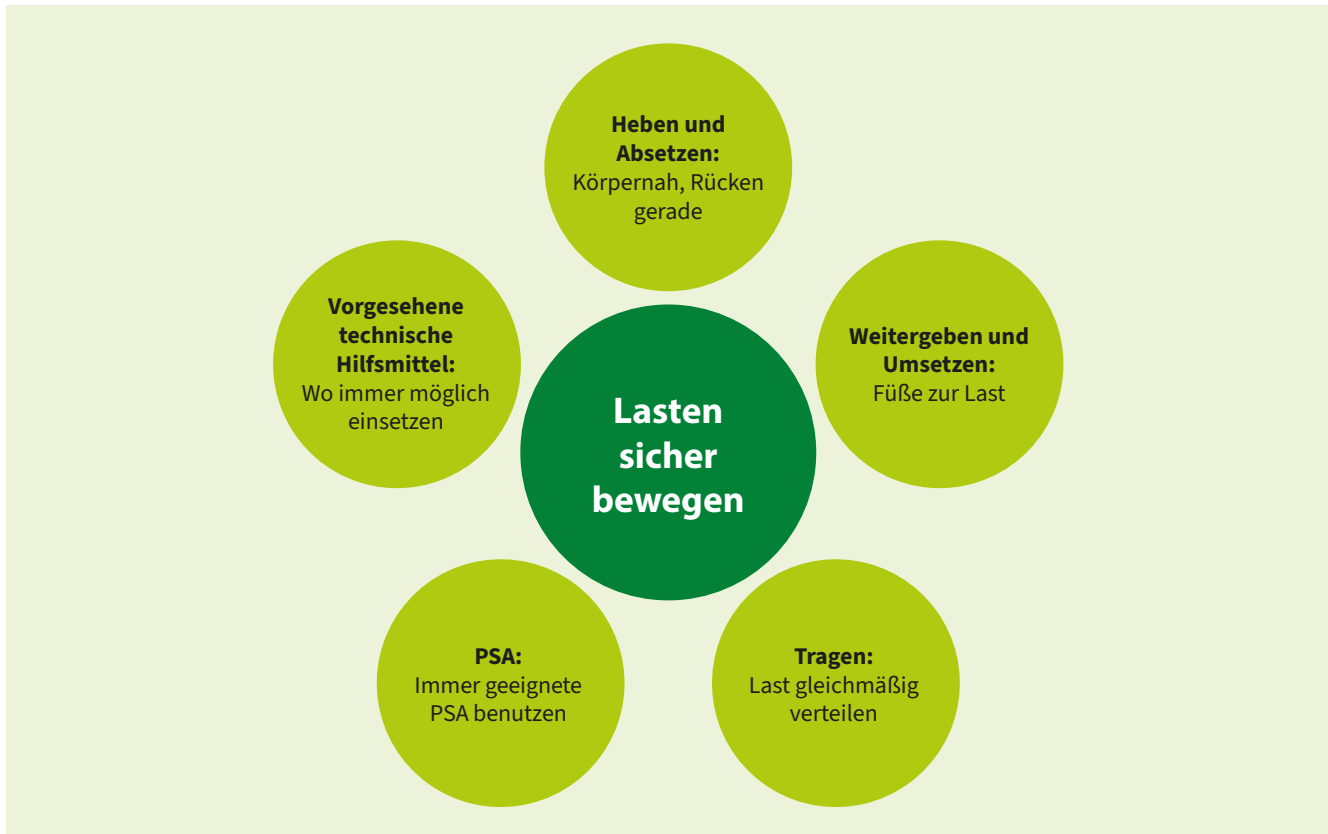 Heben und
Absetzen:
Körpernah, Rücken
gerade
Vorgesehene
technische
Hilfsmittel:
Wo immer möglich
einsetzen
Weitergeben und
Umsetzen:
Füße zur Last
Lasten
sicher
bewegen
PSA:
Immer geeignete
PSA benutzen
Tragen:
Last gleichmäßig
verteilen